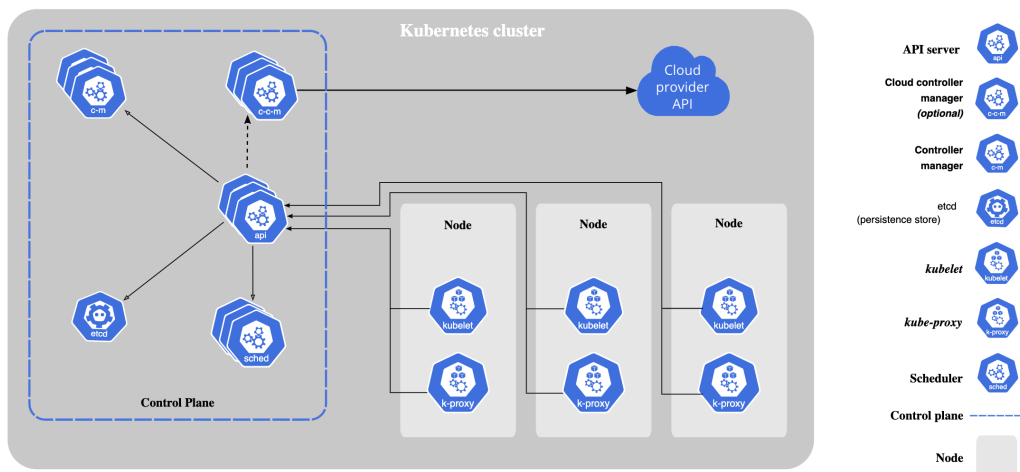 Kubernetes cluster
c-m
c-c-m
Cloud
provider
API
api
etcd
sched
Control Plane
Node
kubelet
k-proxy
Node
kubelet
k-proxy
Node
kubelet
k-proxy
API server
api
Cloud controller
manager
(optional)
c-c-m
Controller
manager
c-m
etcd
(persistence store)
etcd
kubelet
kubelet
kube-proxy
k-proxy
Scheduler
sched
Control plane
Node